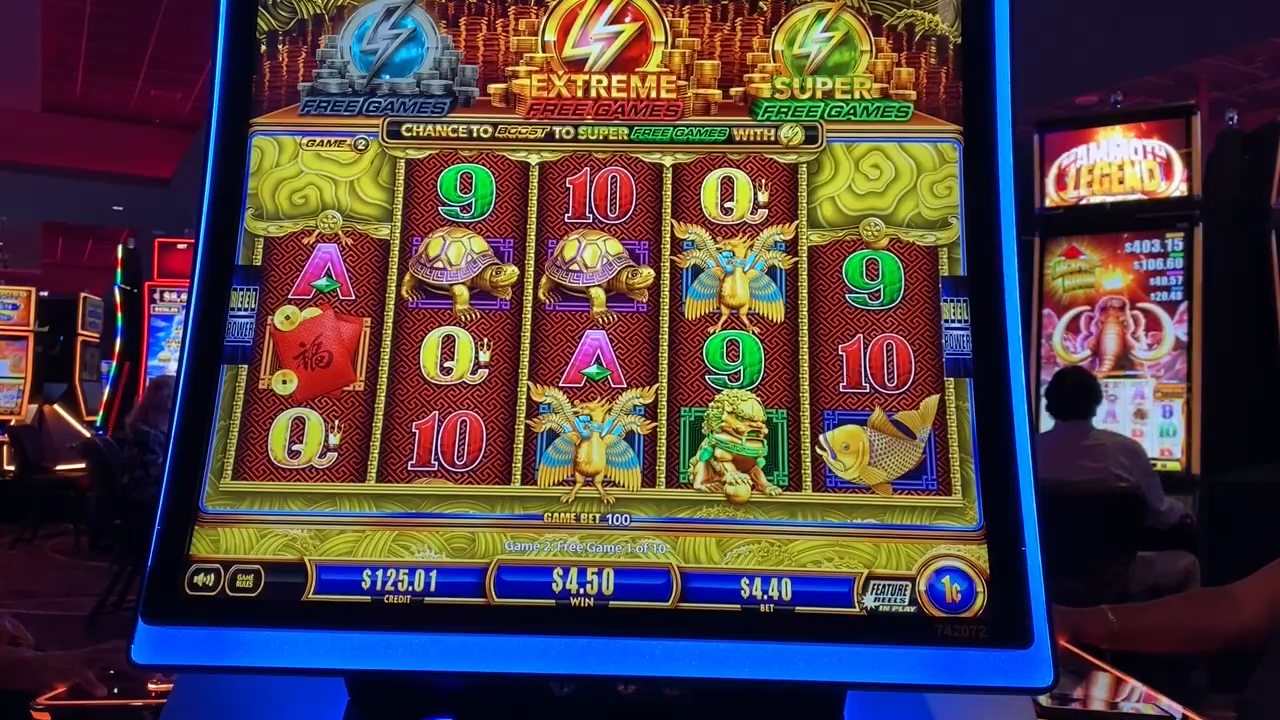 FREE GAMES
EXTREME
FREE GAMES
SUPER
FREE GAMES
CHANCE TO BOOST TO SUPER FREE GAMES WITH
GAME 2
9
10
Q
A
9
REEL
POWER
REEL
POWER
福
Q
A
9
10
Q
10
GAME BET 100
Game 2: Free Game 1 of 10
GAME
RULES
$125.01
CREDIT
$4.50
WIN
$4.40
BET
FEATURE
REELS
IN PLAY
1¢
742072
MAMMOTH
LEGEND
$403.15
$106.60
$40.57
$20.49